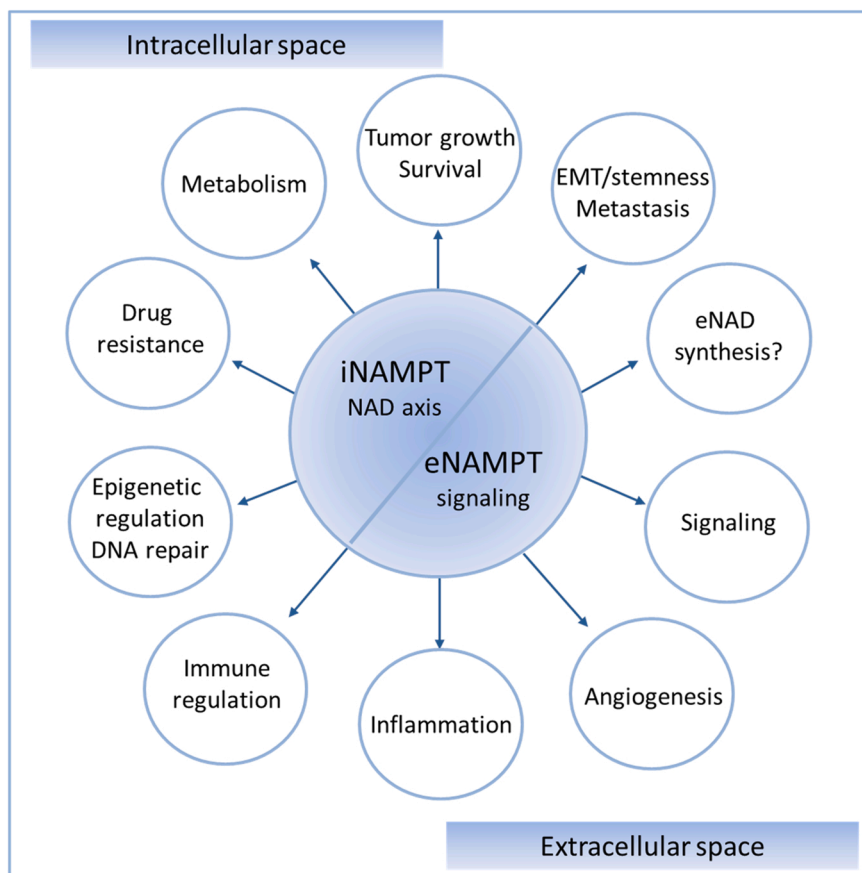 Intracellular space
Tumor growth
Survival
Metabolism
EMT/stemness
Metastasis
Drug
resistance
eNAD
synthesis?
iNAMPT
NAD axis
eNAMPT
signaling
Epigenetic
regulation
DNA repair
Signaling
Immune
regulation
Inflammation
Angiogenesis
Extracellular space